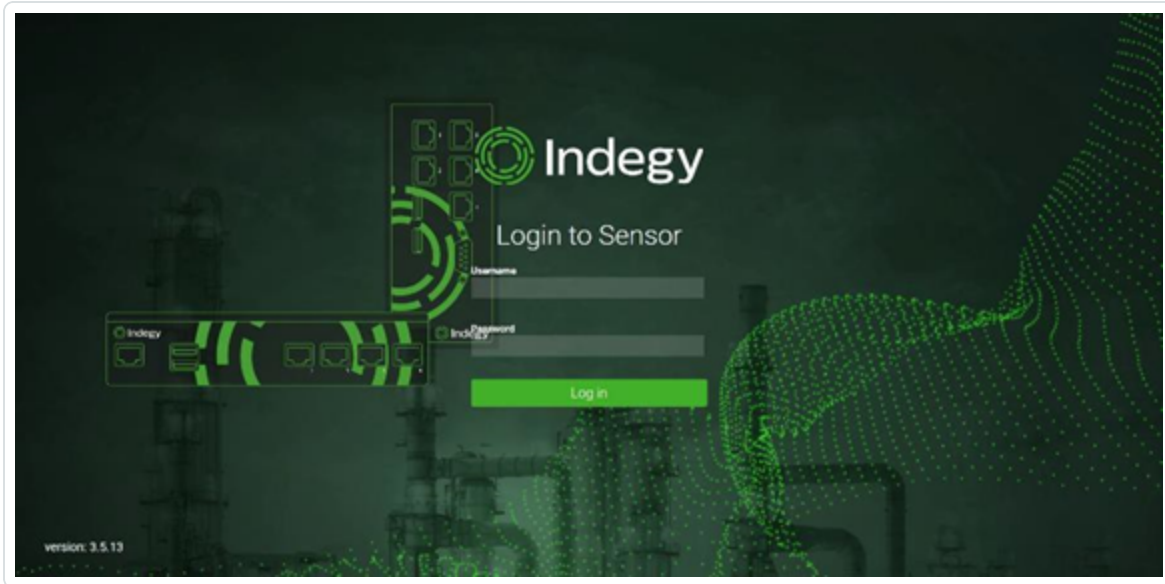 Indegy
Login to Sensor
Username
Indegy
Indegy
Password
Log in
version: 3.5.13